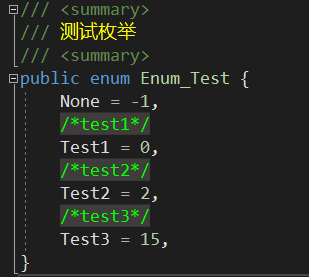 /// <summary>
/// 测试枚举
/// <summary>
public enum Enum_Test {
None = -1,
/*test1*/
Test1 = 0,
/*test2*/
Test2 = 2,
/*test3*/
Test3 = 15,
}